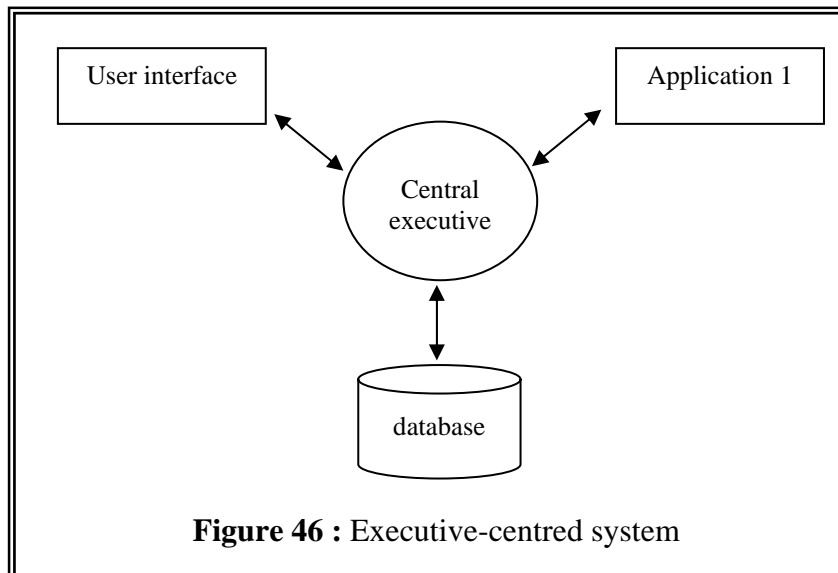 User interface
Application 1
Central
executive
database
Figure 46 : Executive-centred system